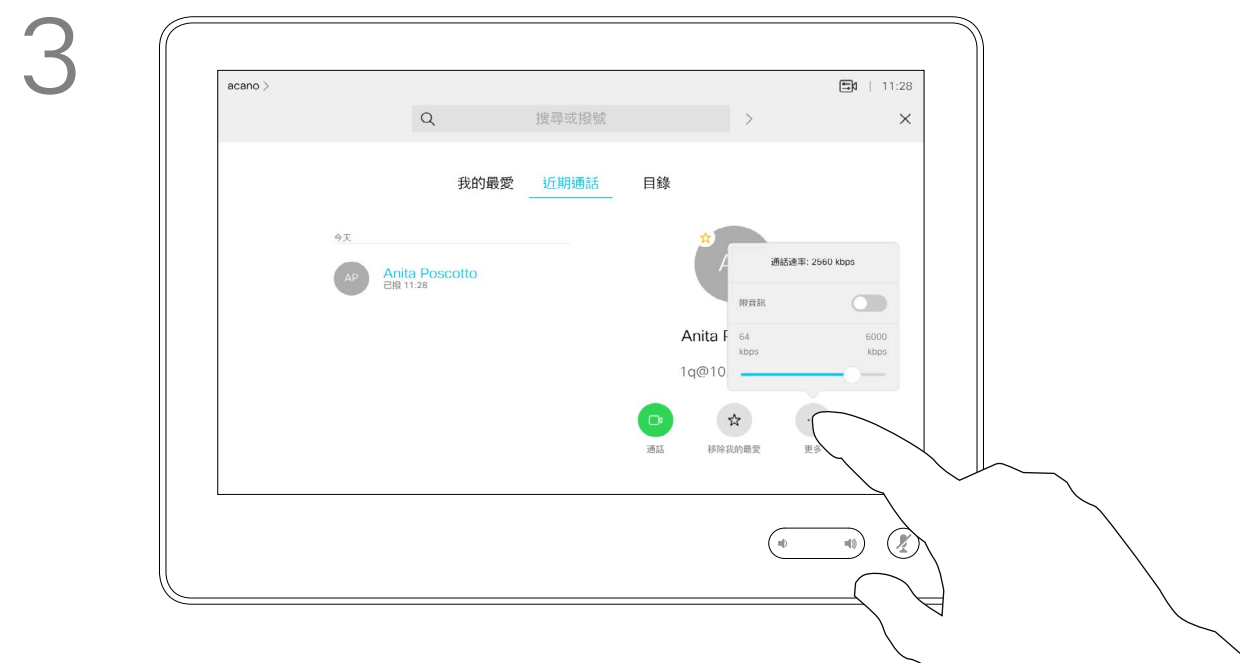 3
acano >
11:28
搜尋或撥號
我的最愛 近期通話 目錄
今天
AP
Anita Poscotto
已撥 11:28
通話速率: 2560 kbps
限音訊
Anita P
64 6000
kbps kbps
1q@10
通話 移除我的最愛 更多